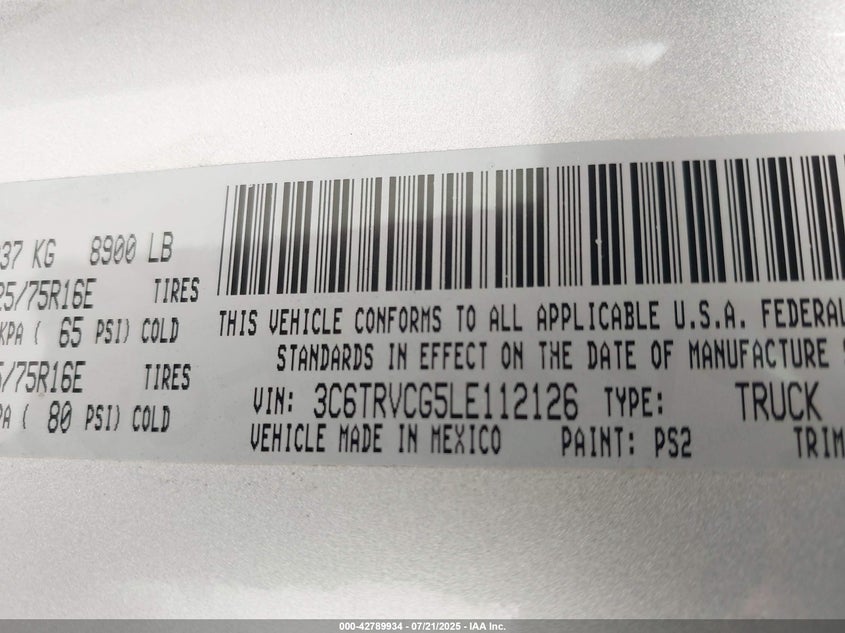 37 KG 8900 LB
25/75R16E TIRES
KPA ( 65 PSI) COLD
5/75R16E TIRES
PA ( 80 PSI) COLD
THIS VEHICLE CONFORMS TO ALL APPLICABLE U.S.A. FEDERAL
STANDARDS IN EFFECT ON THE DATE OF MANUFACTURE
VIN: 3C6TRVCG5LE112126 TYPE: TRUCK
VEHICLE MADE IN MEXICO PAINT: PS2 TRIM
000-42789934 - 07/21/2025 - IAA Inc.